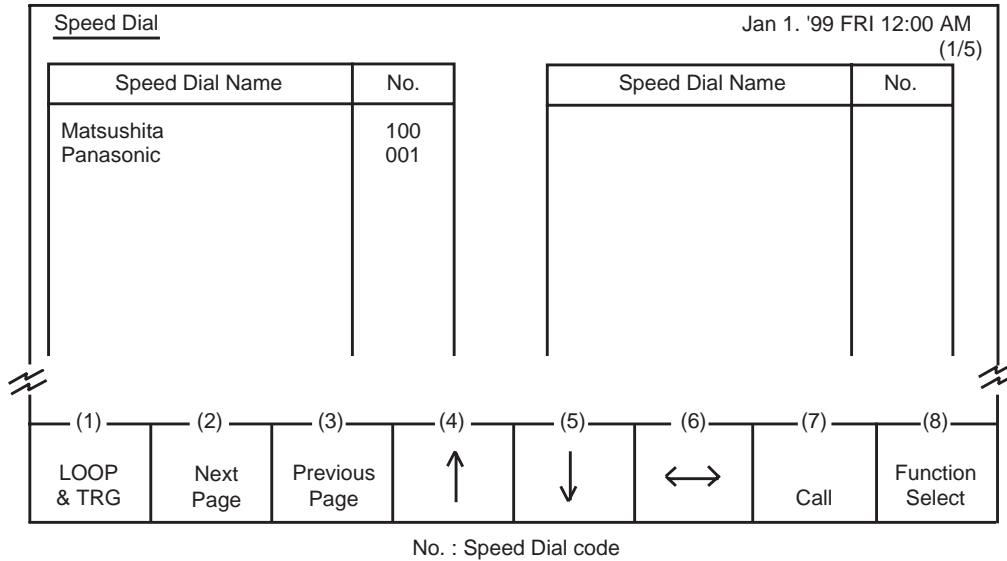 Speed Dial
Jan 1. '99 FRI 12:00 AM
(1/5)
Speed Dial Name No.
Matsushita 100
Panasonic 001
Speed Dial Name No.
(1) (2) (3) (4) (5) (6) (7) (8)
LOOP & TRG
Next Page
Previous Page
↑
↓
↔
Call
Function Select
No. : Speed Dial code